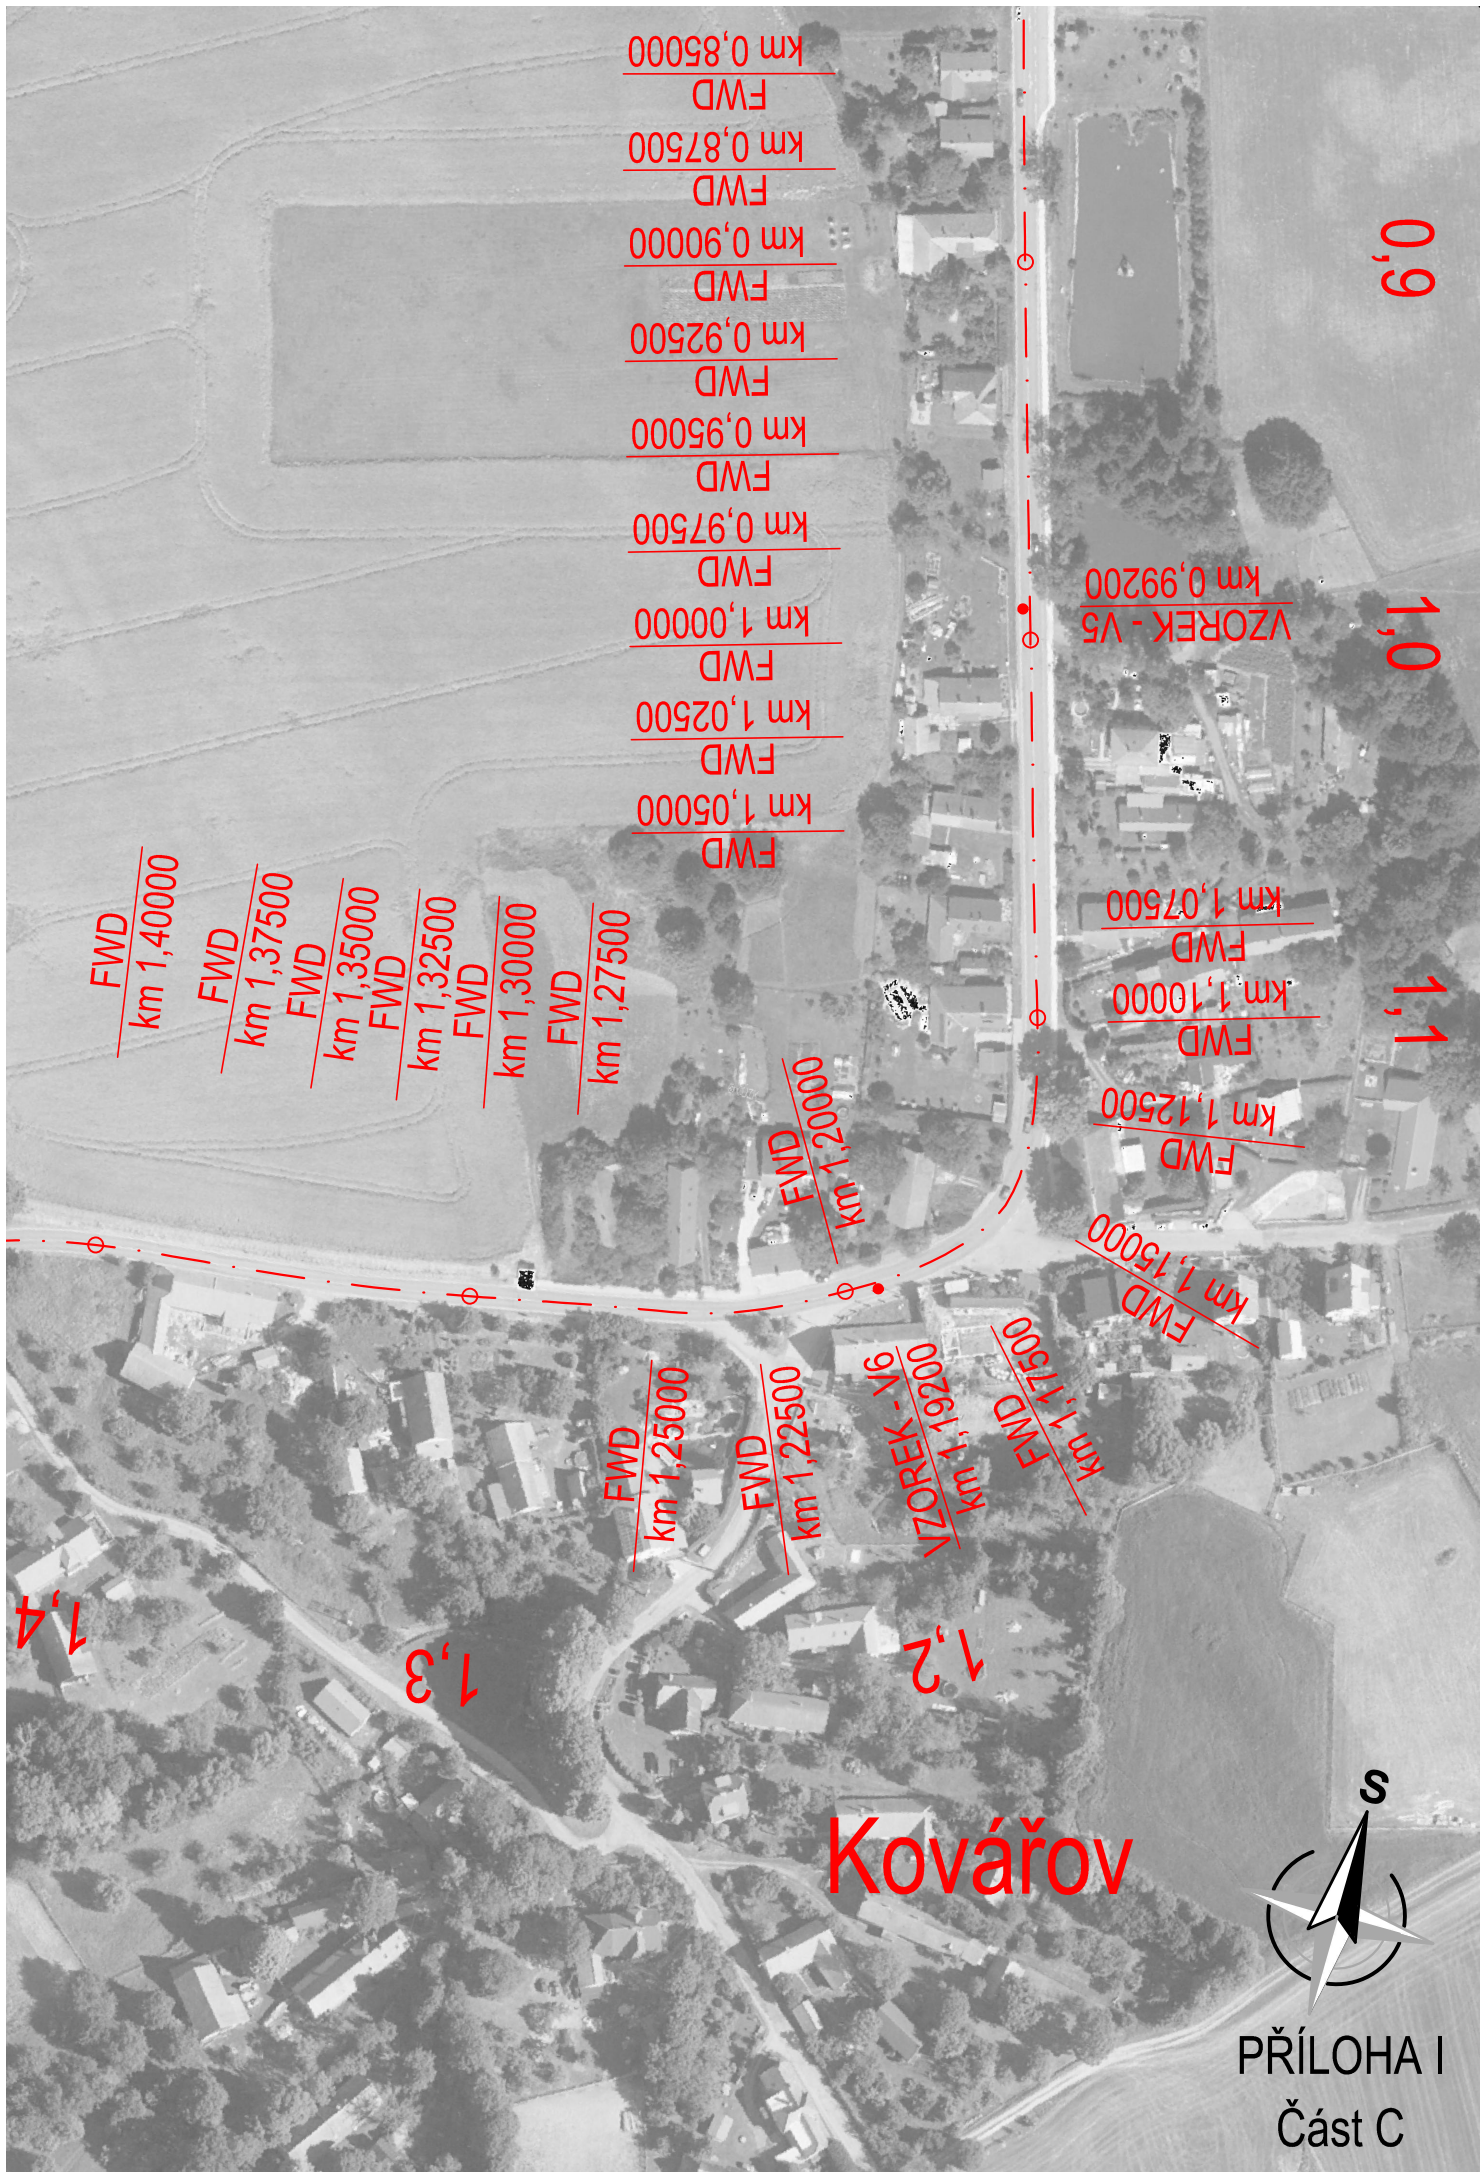 km 0,85000
FWD
km 0,87500
FWD
km 0,90000
FWD
km 0,92500
FWD
km 0,95000
FWD
km 0,97500
FWD
km 1,00000
FWD
km 1,02500
FWD
km 1,05000
FWD
0,9
km 0,99200
VZOREK - V5
1,0
km 1,07500
FWD
km 1,10000
FWD
km 1,12500
FWD
1,1
km 1,15000
FWD
FWD
km 1,17500
VZOREK - V6
km 1,19200
FWD
km 1,20000
FWD
km 1,22500
FWD
km 1,25000
FWD
km 1,27500
FWD
km 1,30000
FWD
km 1,32500
FWD
km 1,35000
FWD
km 1,37500
FWD
km 1,40000
1,4
1,3
1,2
Kovářov
S
PŘÍLOHA I
Část C